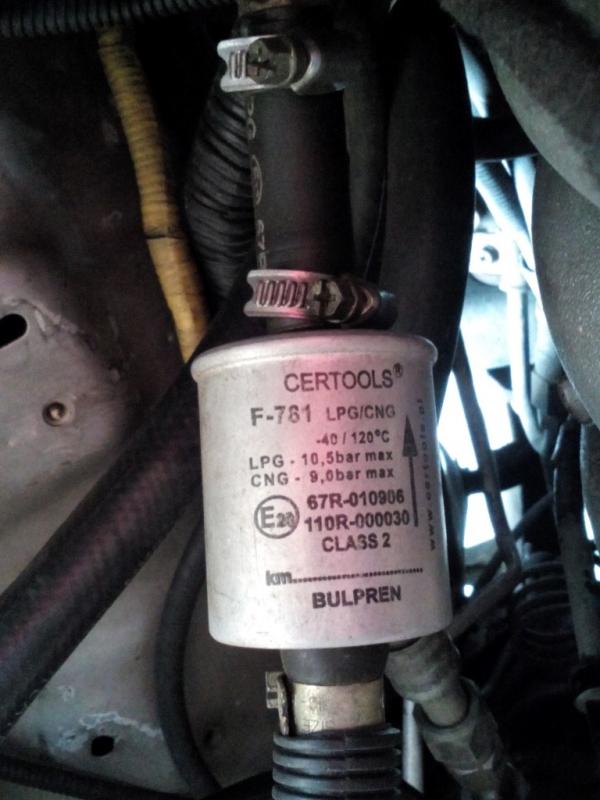 CERTOOLS®
F-781 LPG/CNG
-40 / 120°C
LPG - 10,5bar max
CNG - 9,0bar max
E20
67R-010906
110R-000030
CLASS 2
km..............................
BULPREN
www.certools.pl